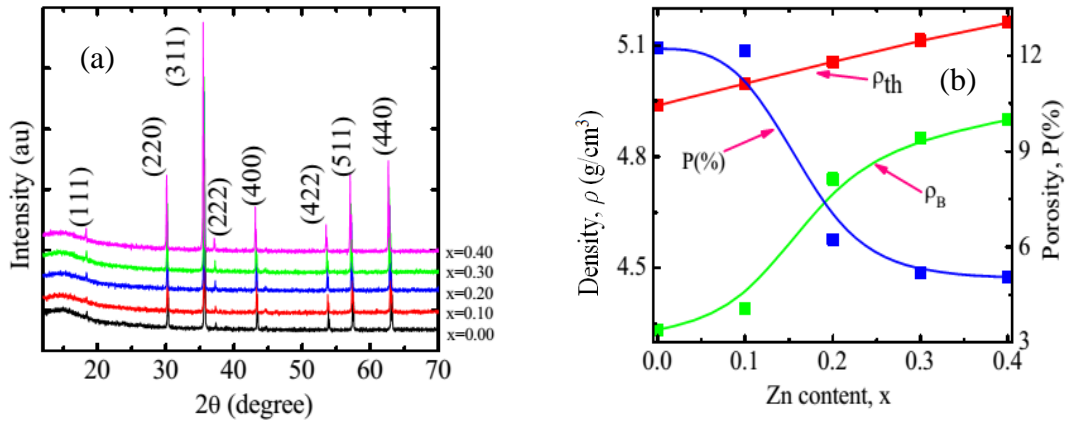 (a)
(111)
(220)
(311)
(222)
(400)
(422)
(511)
(440)
x=0.40
x=0.30
x=0.20
x=0.10
x=0.00
Intensity (au)
20 30 40 50 60 70
2θ (degree)
(b)
5.1
4.8
4.5
Density, ρ (g/cm³)
ρth
P(%)
ρB
12
9
6
3
Porosity, P(%)
0.0 0.1 0.2 0.3 0.4
Zn content, x